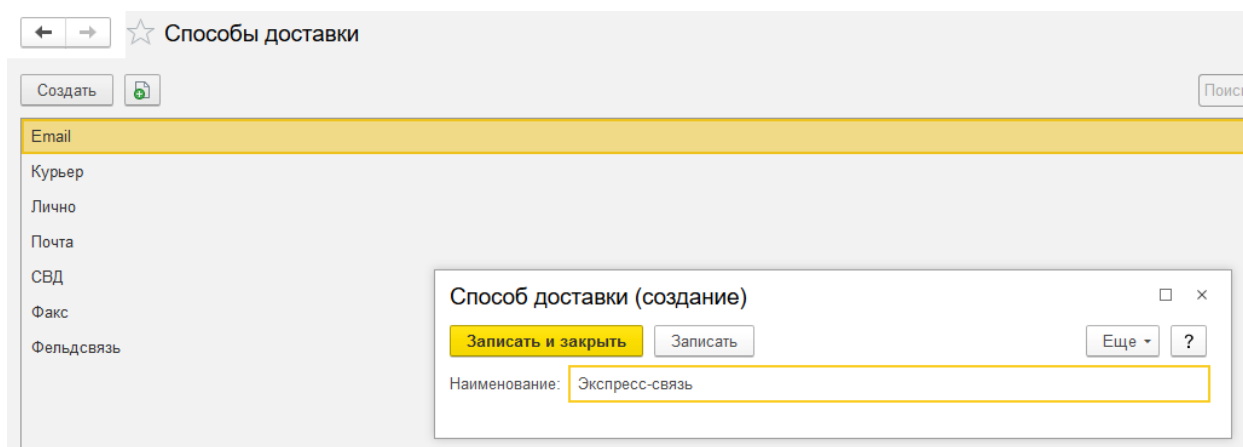 Способы доставки
Создать
Поис
Email
Курьер
Лично
Почта
СВД
Факс
Фельдсвязь
Способ доставки (создание)
Записать и закрыть Записать Еще ?
Наименование: Экспресс-связь